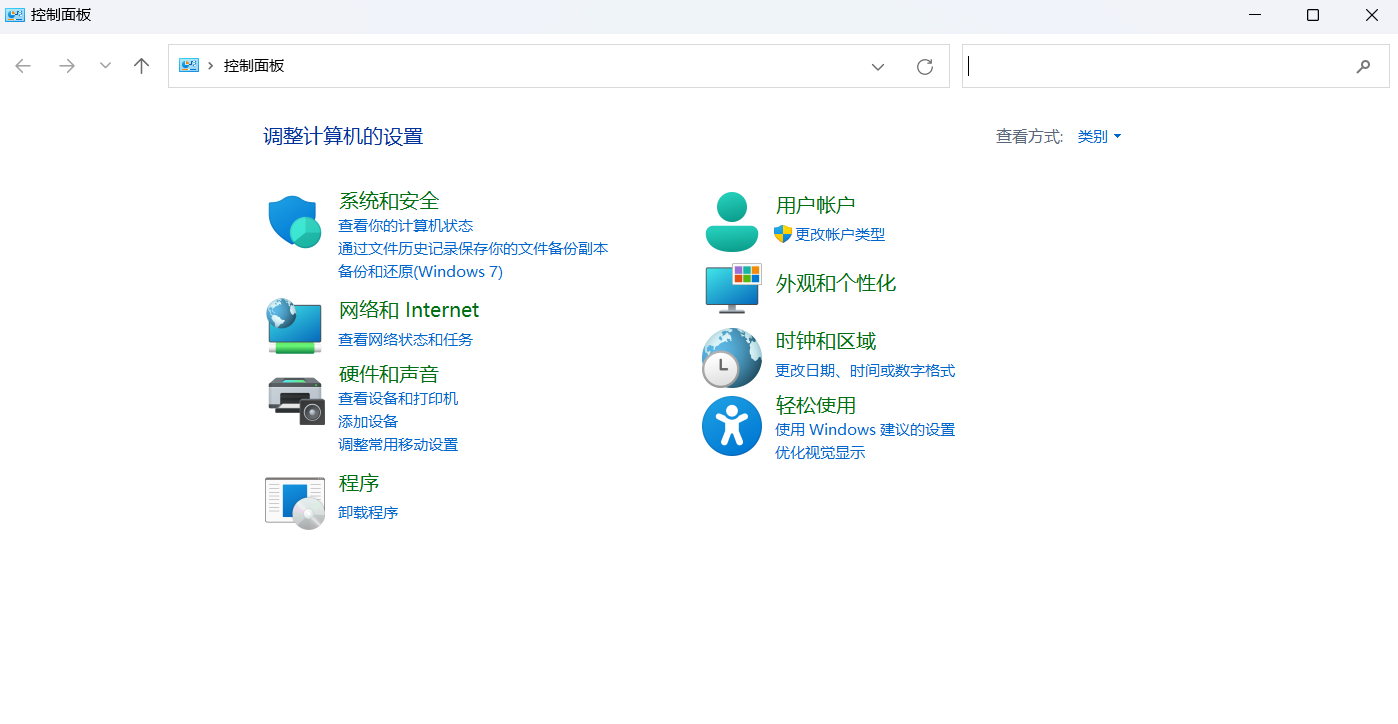 控制面板
控制面板
调整计算机的设置
查看方式: 类别
系统和安全
查看你的计算机状态
通过文件历史记录保存你的文件备份副本
备份和还原(Windows 7)
网络和 Internet
查看网络状态和任务
硬件和声音
查看设备和打印机
添加设备
调整常用移动设置
程序
卸载程序
用户帐户
更改帐户类型
外观和个性化
时钟和区域
更改日期、时间或数字格式
轻松使用
使用 Windows 建议的设置
优化视觉显示